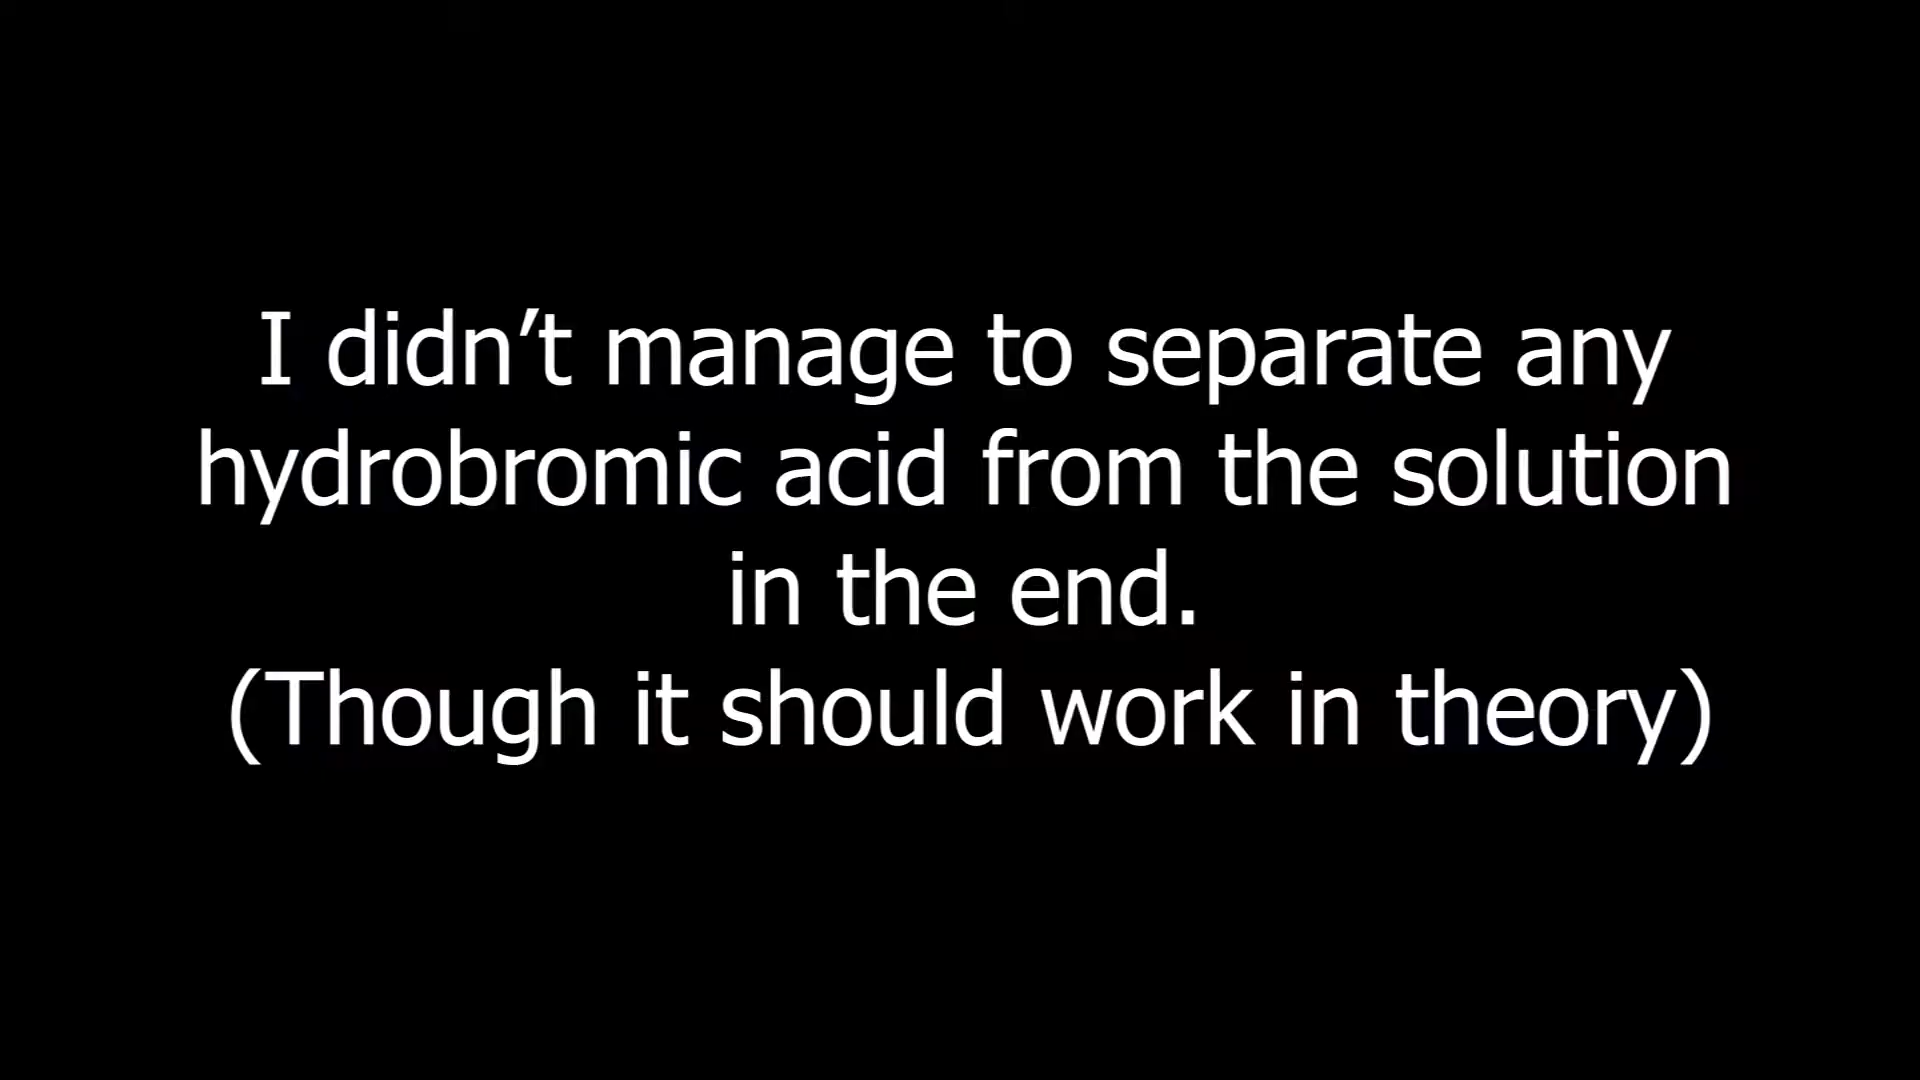 I didn’t manage to separate any
hydrobromic acid from the solution
in the end.
(Though it should work in theory)